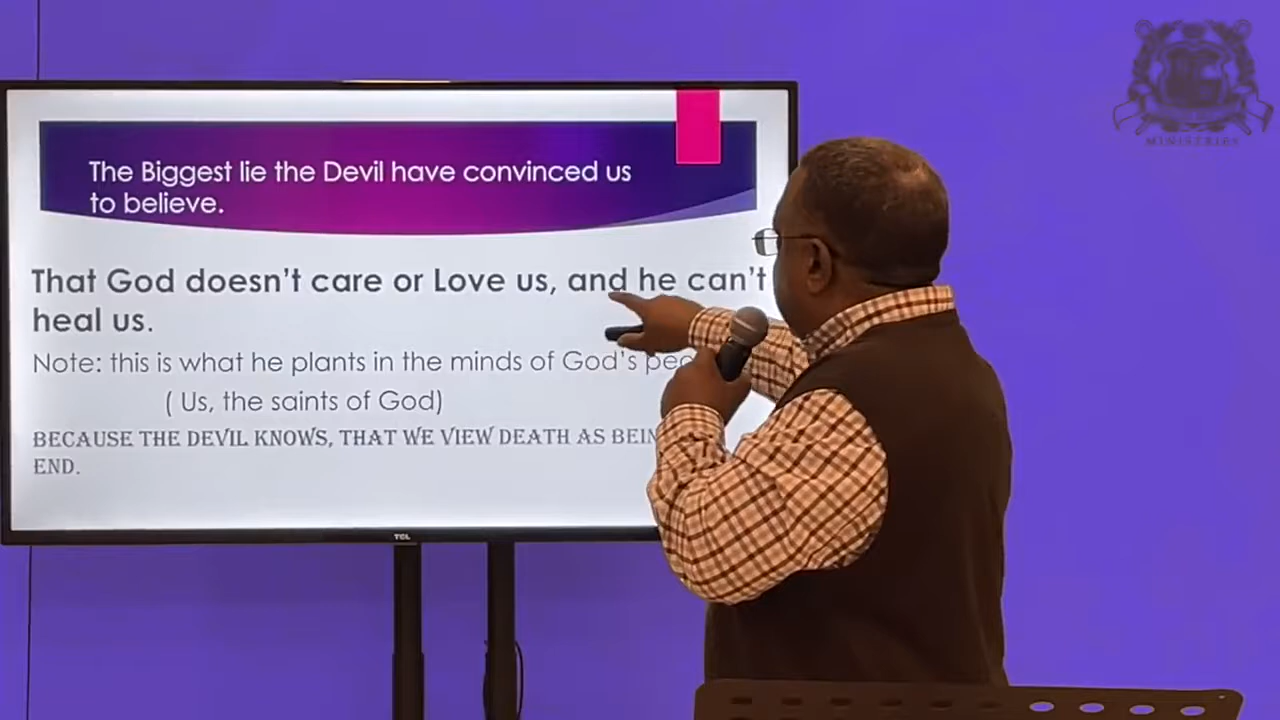 The Biggest lie the Devil have convinced us
to believe.
That God doesn't care or Love us, and he can't
heal us.
Note: this is what he plants in the minds of God's
( Us, the saints of God)
BECAUSE THE DEVIL KNOWS, THAT WE VIEW DEATH AS
END.
TCL
MINISTRIES